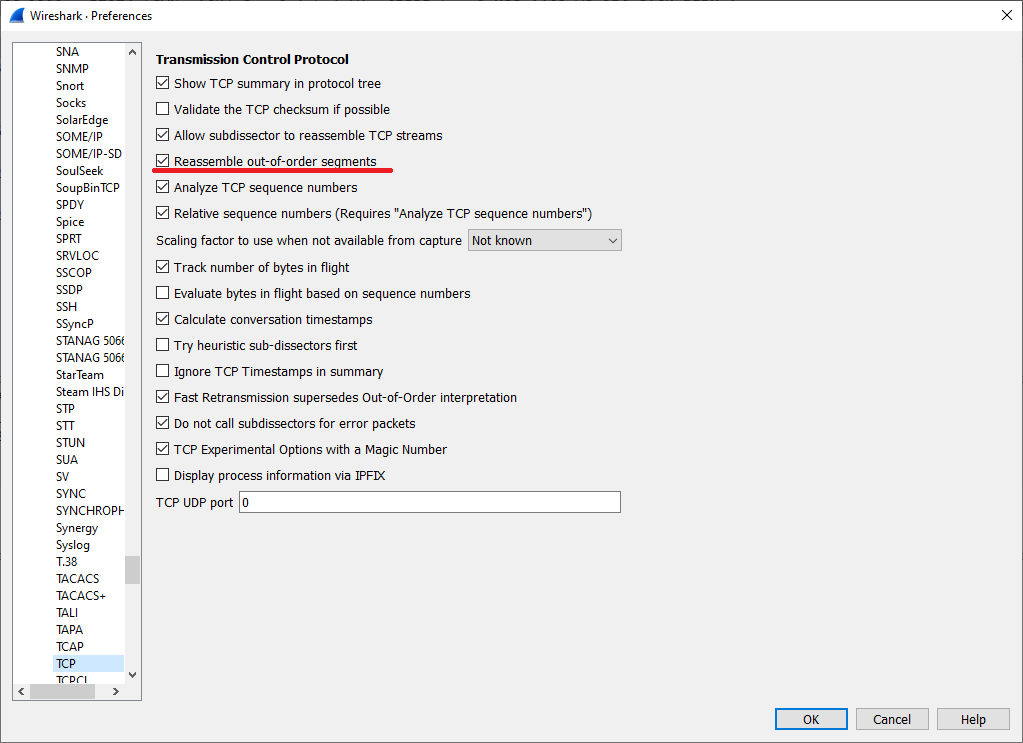 Wireshark · Preferences
SNA
SNMP
Snort
Socks
SolarEdge
SOME/IP
SOME/IP-SD
SoulSeek
SoupBinTCP
SPDY
Spice
SPRT
SRVLOC
SSCOP
SSDP
SSH
SSyncP
STANAG 5066
STANAG 5066
StarTeam
Steam IHS Di
STP
STT
STUN
SUA
SV
SYNC
SYNCHROPH
Synergy
Syslog
T.38
TACACS
TACACS+
TALI
TAPA
TCAP
TCP
TCPCL
Transmission Control Protocol
Show TCP summary in protocol tree
Validate the TCP checksum if possible
Allow subdissector to reassemble TCP streams
Reassemble out-of-order segments
Analyze TCP sequence numbers
Relative sequence numbers (Requires "Analyze TCP sequence numbers")
Scaling factor to use when not available from capture Not known
Track number of bytes in flight
Evaluate bytes in flight based on sequence numbers
Calculate conversation timestamps
Try heuristic sub-dissectors first
Ignore TCP Timestamps in summary
Fast Retransmission supersedes Out-of-Order interpretation
Do not call subdissectors for error packets
TCP Experimental Options with a Magic Number
Display process information via IPFIX
TCP UDP port 0
OK Cancel Help